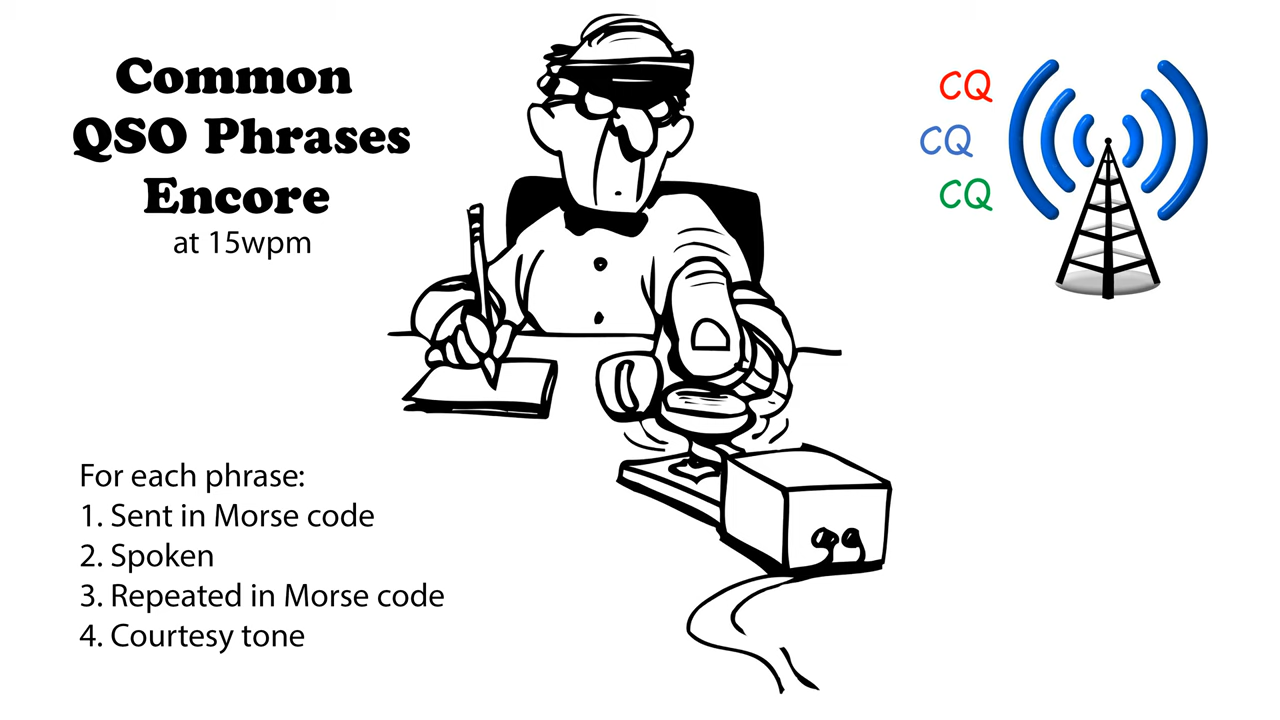 Common
QSO Phrases
Encore
at 15wpm
CQ
CQ
CQ
For each phrase:
1. Sent in Morse code
2. Spoken
3. Repeated in Morse code
4. Courtesy tone